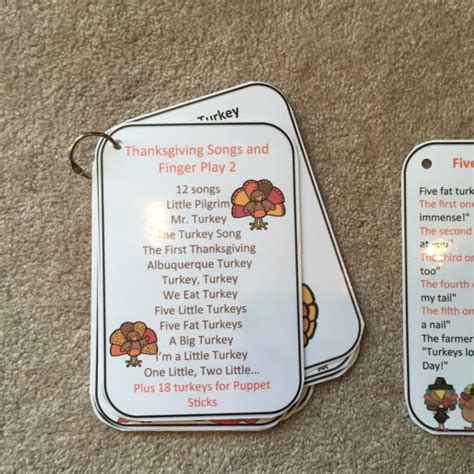 Turkey
Thanksgiving Songs and
Finger Play 2
12 songs
Little Pilgrim
Mr. Turkey
The Turkey Song
The First Thanksgiving
Albuquerque Turkey
Turkey, Turkey
We Eat Turkey
Five Little Turkeys
Five Fat Turkeys
A Big Turkey
I'm a Little Turkey
One Little, Two Little...
Plus 18 turkeys for Puppet
Sticks
Five
Five fat turk
The first one
immense!"
The second
at you"
The third on
too"
The fourth o
my tail"
The fifth on
a nail"
The farmer
"Turkeys lo
Day!"